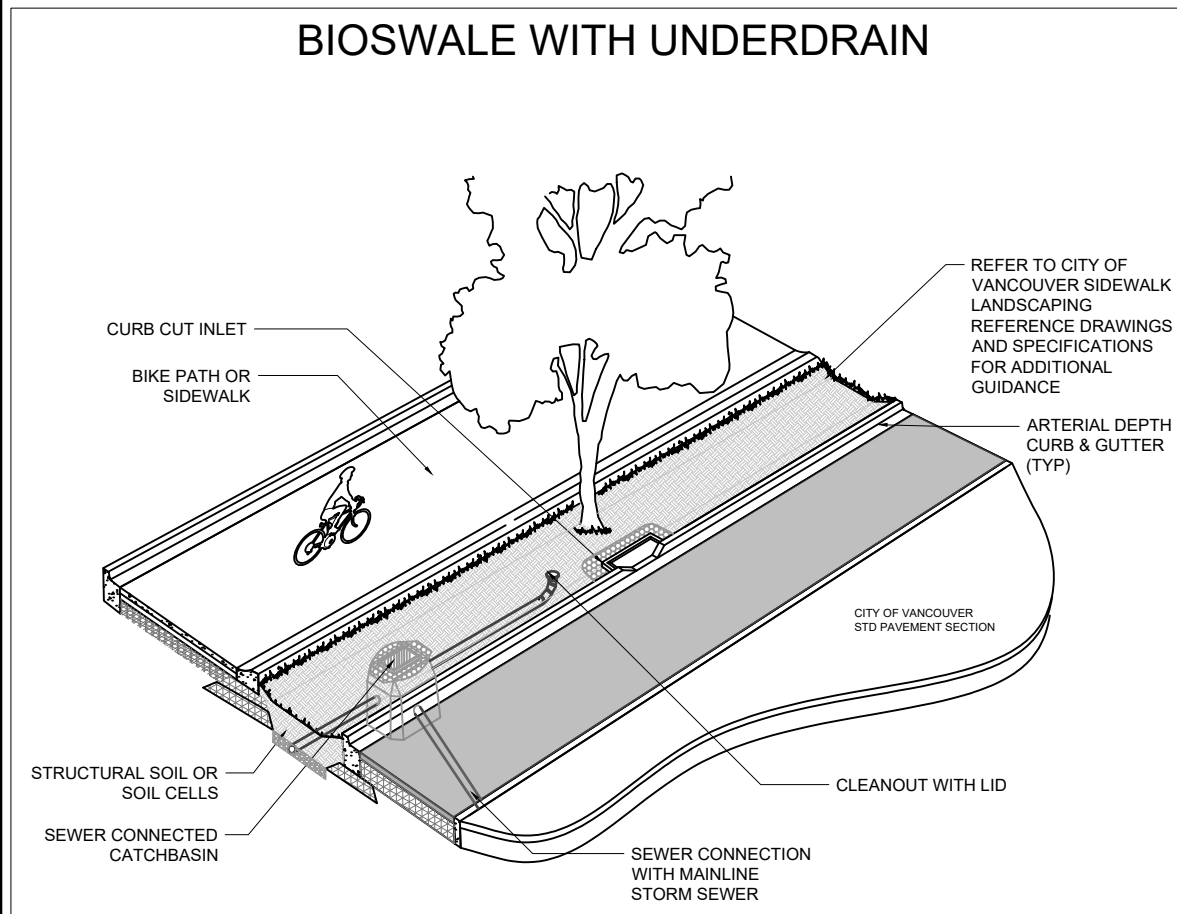 BIOSWALE WITH UNDERDRAIN
CURB CUT INLET
BIKE PATH OR
SIDEWALK
REFER TO CITY OF
VANCOUVER SIDEWALK
LANDSCAPING
REFERENCE DRAWINGS
AND SPECIFICATIONS
FOR ADDITIONAL
GUIDANCE
ARTERIAL DEPTH
CURB & GUTTER
(TYP)
CITY OF VANCOUVER
STD PAVEMENT SECTION
STRUCTURAL SOIL OR
SOIL CELLS
SEWER CONNECTED
CATCHBASIN
CLEANOUT WITH LID
SEWER CONNECTION
WITH MAINLINE
STORM SEWER